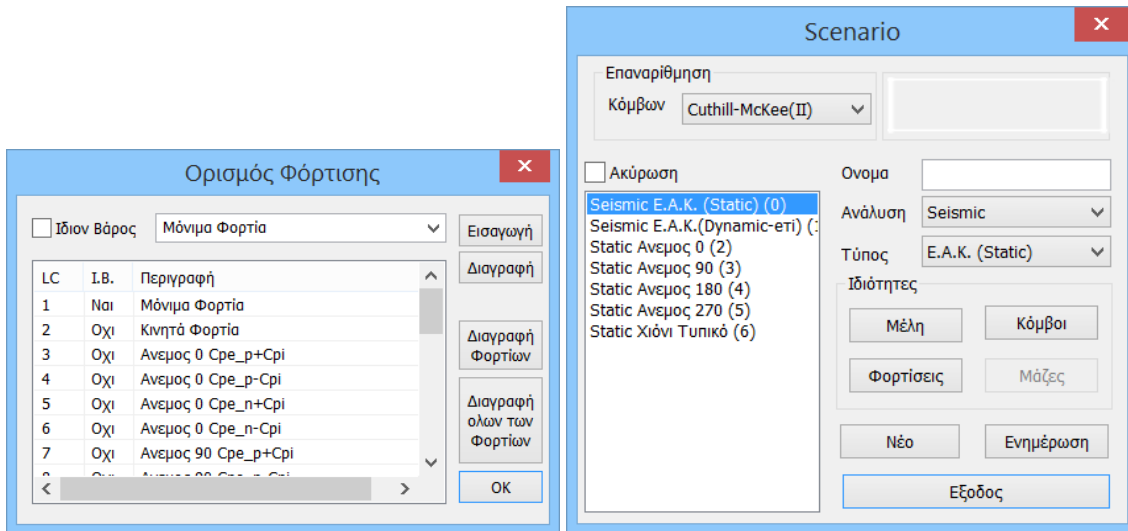 Ορισμός Φόρτισης
Ιδιον Βάρος Μόνιμα Φορτία Εισαγωγή
Διαγραφή
LC Ι.Β. Περιγραφή
1 Ναι Μόνιμα Φορτία
2 Οχι Κινητά Φορτία
3 Οχι Ανεμος 0 Cpe_p+Cpi
4 Οχι Ανεμος 0 Cpe_p-Cpi
5 Οχι Ανεμος 0 Cpe_n+Cpi
6 Οχι Ανεμος 0 Cpe_n-Cpi
7 Οχι Ανεμος 90 Cpe_p+Cpi
Διαγραφή
Φορτίων
Διαγραφή
ολων των
Φορτίων
OK
Scenario
Επαναρίθμηση
Κόμβων Cuthill-McKee(II)
Ακύρωση
Seismic Ε.Α.Κ. (Static) (0)
Seismic E.A.K.(Dynamic-eτi) (:
Static Ανεμος 0 (2)
Static Ανεμος 90 (3)
Static Ανεμος 180 (4)
Static Ανεμος 270 (5)
Static Χιόνι Τυπικό (6)
Ονομα
Ανάλυση Seismic
Τύπος Ε.Α.Κ. (Static)
Ιδιότητες
Μέλη Κόμβοι
Φορτίσεις Μάζες
Νέο Ενημέρωση
Εξοδος